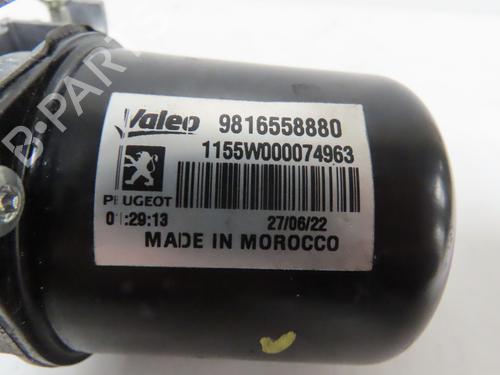 Valeo 9816558880
1155W000074963
PEUGEOT
01:29:13 27/06/22
MADE IN MOROCCO
B-PARTS